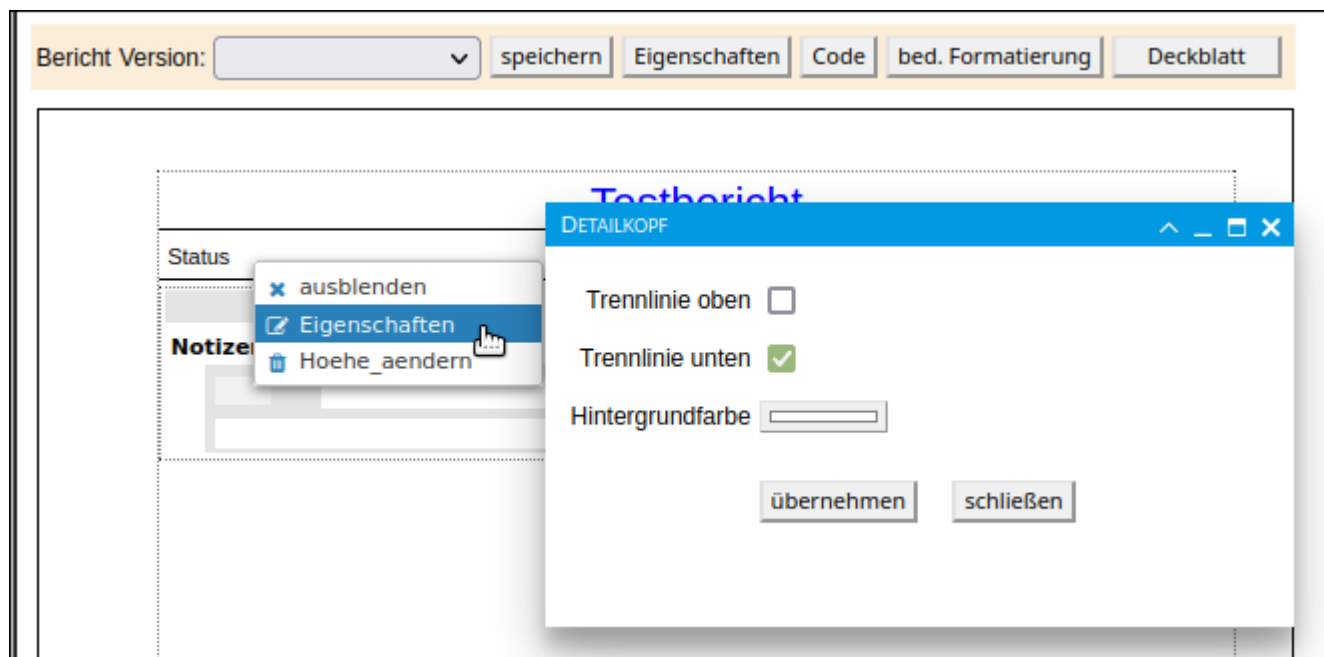 Bericht Version: speichern Eigenschaften Code bed. Formatierung Deckblatt
Testbericht
DETAILKOPF
Status
ausblenden
Eigenschaften
Hoehe_aendern
Trennlinie oben
Trennlinie unten
Hintergrundfarbe
übernehmen schließen